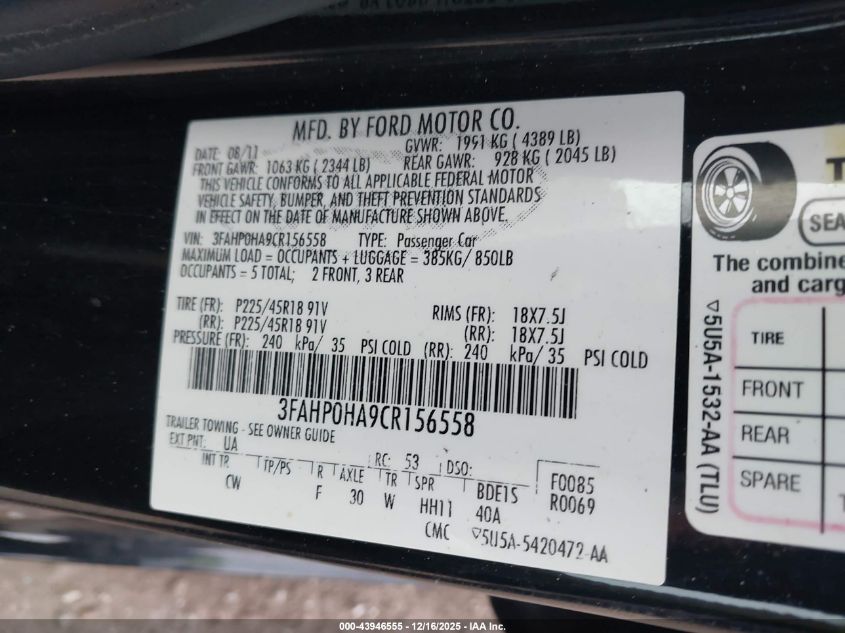 MFD. BY FORD MOTOR CO.
DATE: 08/11 GVWR: 1991 KG ( 4389 LB)
FRONT GAWR: 1063 KG ( 2344 LB) REAR GAWR: 928 KG ( 2045 LB)
THIS VEHICLE CONFORMS TO ALL APPLICABLE FEDERAL MOTOR
VEHICLE SAFETY, BUMPER, AND THEFT PREVENTION STANDARDS
IN EFFECT ON THE DATE OF MANUFACTURE SHOWN ABOVE.
VIN: 3FAHP0HA9CR156558 TYPE: Passenger Car
MAXIMUM LOAD = OCCUPANTS + LUGGAGE = 385KG/ 850LB
OCCUPANTS = 5 TOTAL; 2 FRONT, 3 REAR
TIRE (FR): P225/45R18 91V RIMS (FR): 18X7.5J
(RR): P225/45R18 91V (RR): 18X7.5J
PRESSURE (FR): 240 kPa/ 35 PSI COLD (RR): 240 kPa/ 35 PSI COLD
3FAHP0HA9CR156558
TRAILER TOWING - SEE OWNER GUIDE
EXT PNT: UA RC: 53 DSO:
INT TR TP/PS R AXLE TR SPR BDE1S F0085
CW F 30 W HH11 40A R0069
CMC ▽5U5A-5420472-AA
SEA
The combine
and carg
TIRE
FRONT
REAR
SPARE
▽5U5A-1532-AA (TLU)
000-43946555 - 12/16/2025 - IAA Inc.